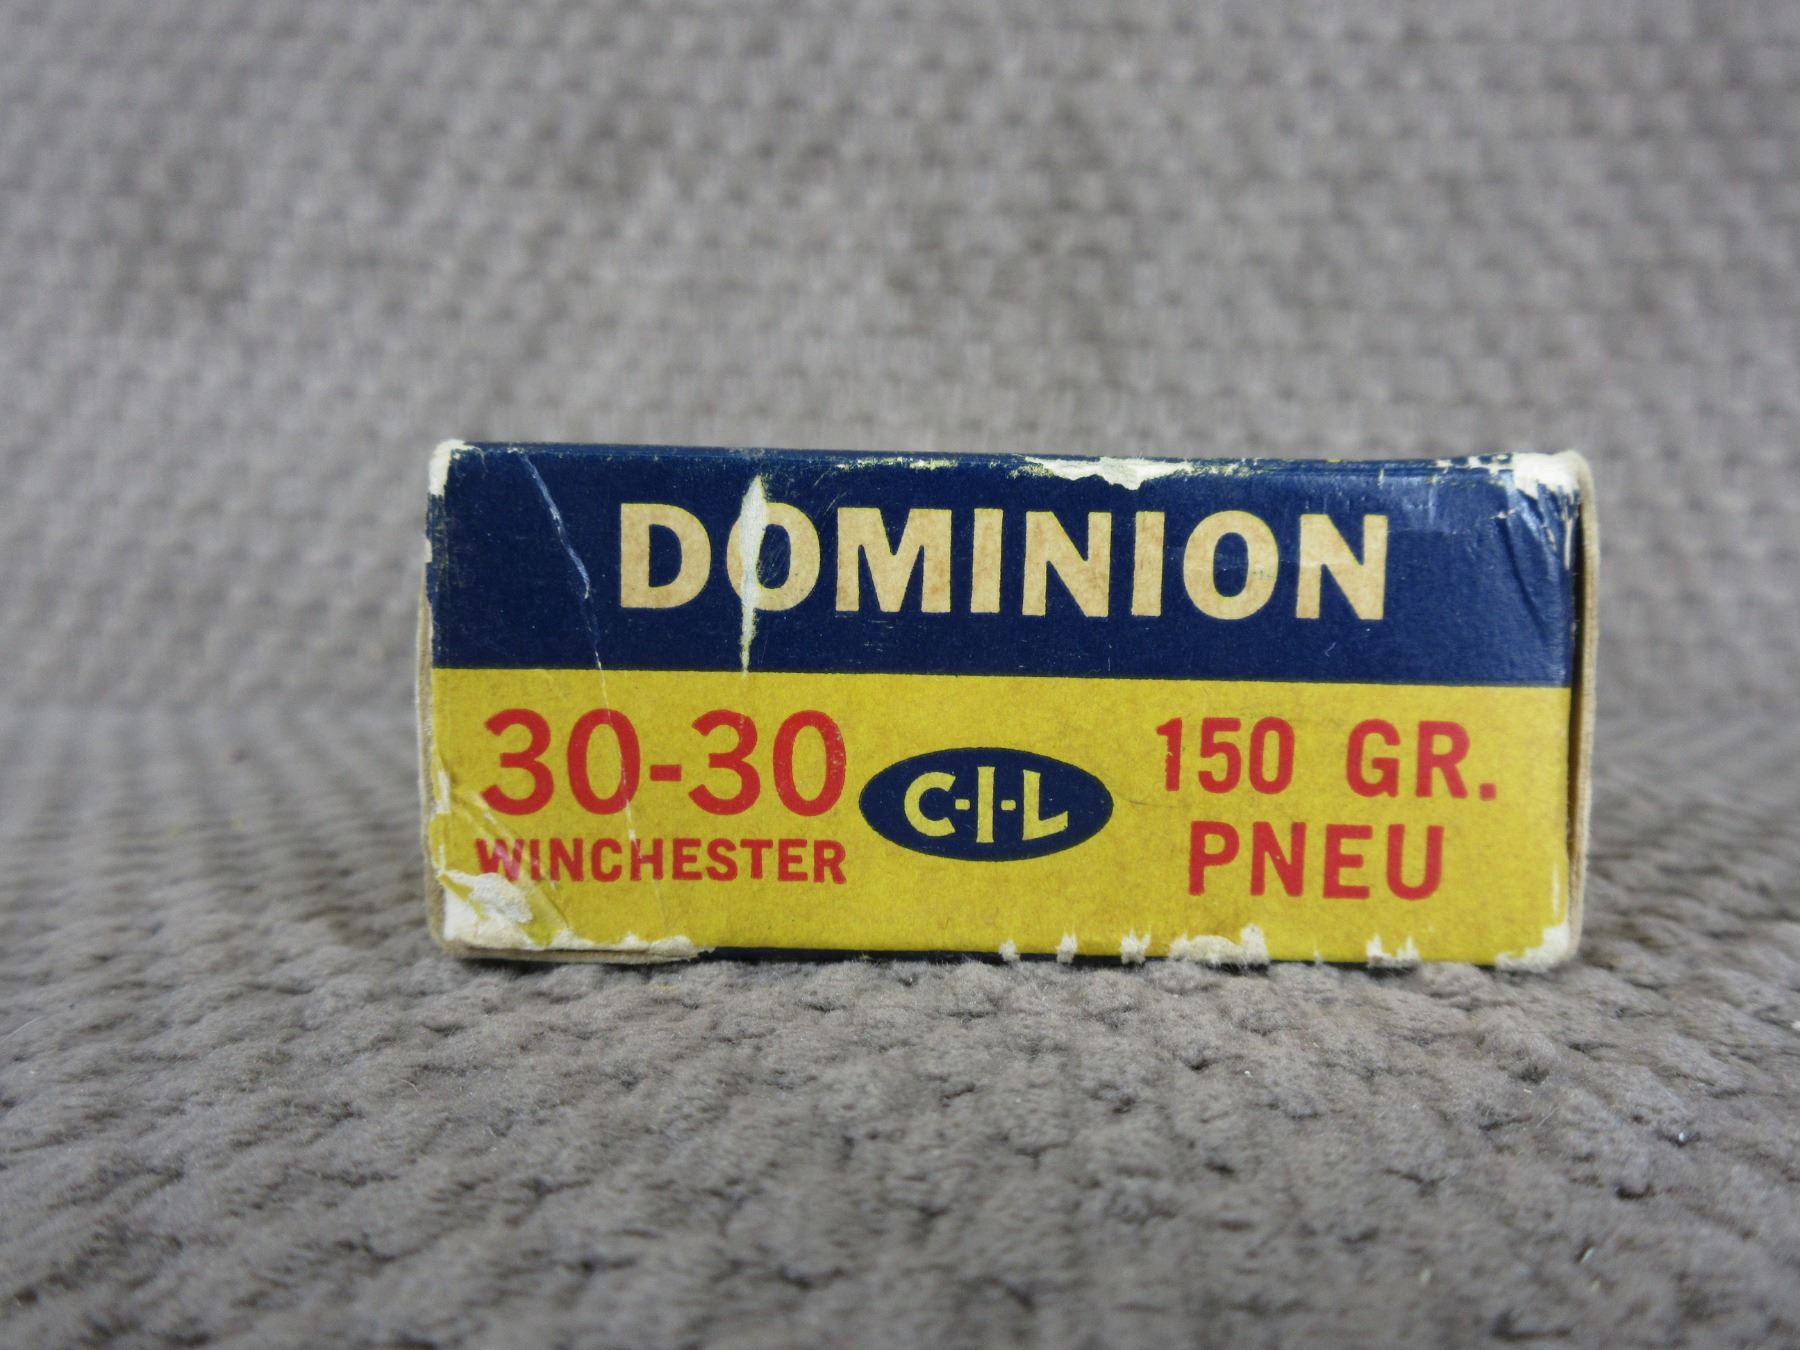 DOMINION
30-30
WINCHESTER
C-I-L
150 GR.
PNEU